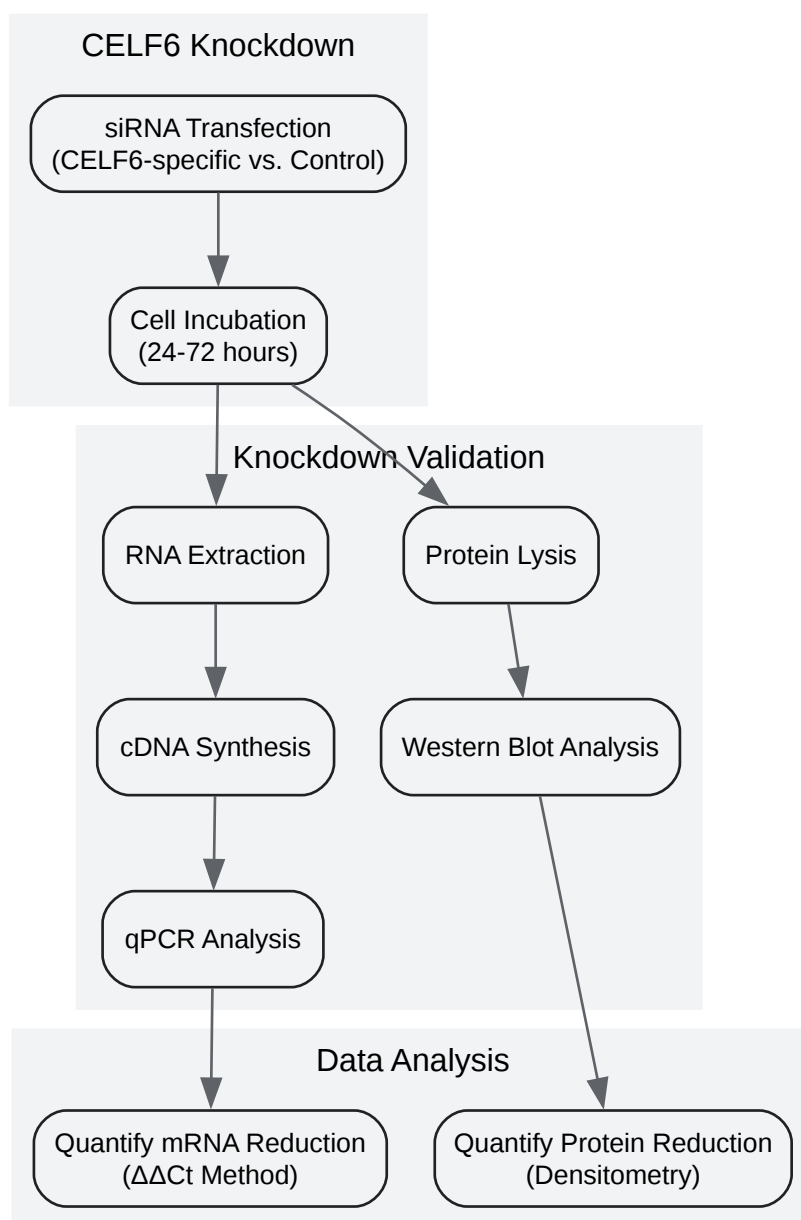 CELF6 Knockdown
siRNA Transfection
(CELF6-specific vs. Control)
Cell Incubation
(24-72 hours)
Knockdown Validation
RNA Extraction
Protein Lysis
cDNA Synthesis
Western Blot Analysis
qPCR Analysis
Data Analysis
Quantify mRNA Reduction
(ΔΔCt Method)
Quantify Protein Reduction
(Densitometry)